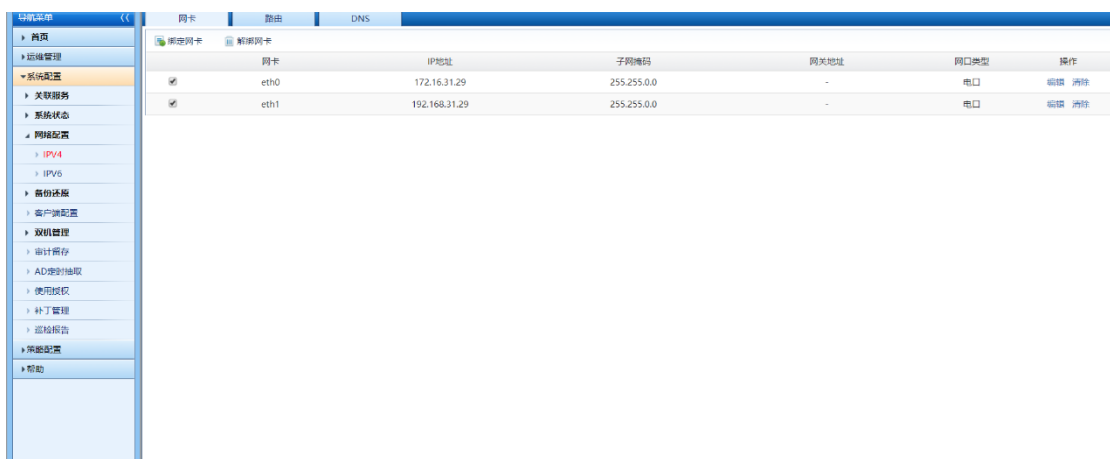 导航菜单 《
网卡 路由 DNS
首页
运维管理
系统配置
关联服务
系统状态
网络配置
IPV4
IPV6
备份还原
客户端配置
双机管理
审计留存
AD定时抽取
使用授权
补丁管理
巡检报告
策略配置
帮助
绑定网卡 解绑网卡
网卡 IP地址 子网掩码 网关地址 网口类型 操作
eth0 172.16.31.29 255.255.0.0 - 电口 编辑 清除
eth1 192.168.31.29 255.255.0.0 - 电口 编辑 清除